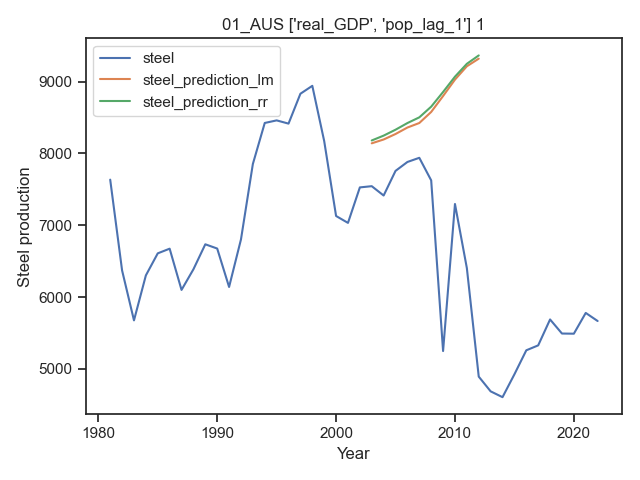 01_AUS ['real_GDP', 'pop_lag_1'] 1
steel
steel_prediction_lm
steel_prediction_rr
9000
8000
7000
6000
5000
Steel production
1980
1990
2000
2010
2020
Year